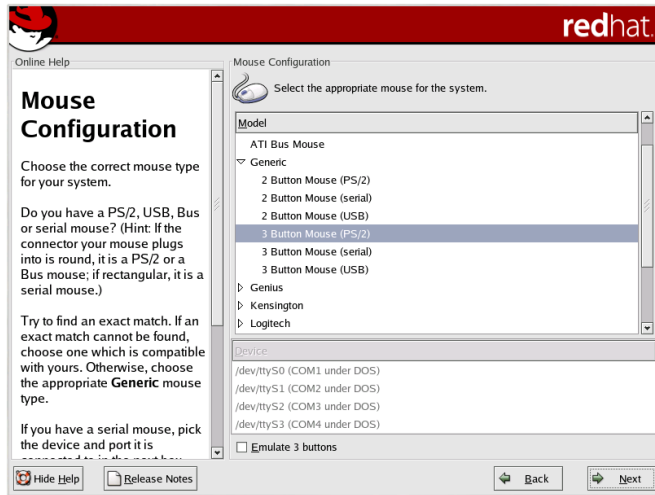 redhat.
Online Help
Mouse
Configuration
Choose the correct mouse type
for your system.
Do you have a PS/2, USB, Bus
or serial mouse? (Hint: If the
connector your mouse plugs
into is round, it is a PS/2 or a
Bus mouse; if rectangular, it is a
serial mouse.)
Try to find an exact match. If an
exact match cannot be found,
choose one which is compatible
with yours. Otherwise, choose
the appropriate Generic mouse
type.
If you have a serial mouse, pick
the device and port it is
connected to in the next box.
Mouse Configuration
Select the appropriate mouse for the system.
Model
ATI Bus Mouse
Generic
2 Button Mouse (PS/2)
2 Button Mouse (serial)
2 Button Mouse (USB)
3 Button Mouse (PS/2)
3 Button Mouse (serial)
3 Button Mouse (USB)
Genius
Kensington
Logitech
Device
/dev/ttyS0 (COM1 under DOS)
/dev/ttyS1 (COM2 under DOS)
/dev/ttyS2 (COM3 under DOS)
/dev/ttyS3 (COM4 under DOS)
Emulate 3 buttons
Hide Help
Release Notes
Back
Next